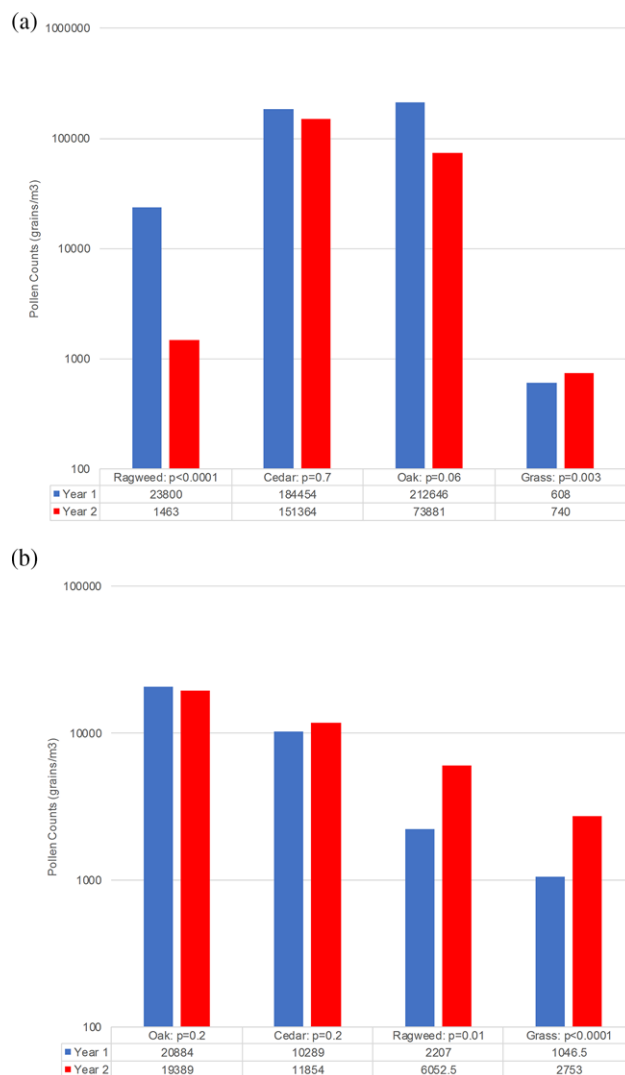 (a)
1000000
100000
10000
1000
100
Pollen Counts (grains/m3)
Ragweed: p<0.0001 Cedar: p=0.7 Oak: p=0.06 Grass: p=0.003
Year 1 23800 184454 212646 608
Year 2 1463 151364 73881 740
(b)
100000
10000
1000
100
Pollen Counts (grains/m3)
Oak: p=0.2 Cedar: p=0.2 Ragweed: p=0.01 Grass: p<0.0001
Year 1 20884 10289 2207 1046.5
Year 2 19389 11854 6052.5 2753